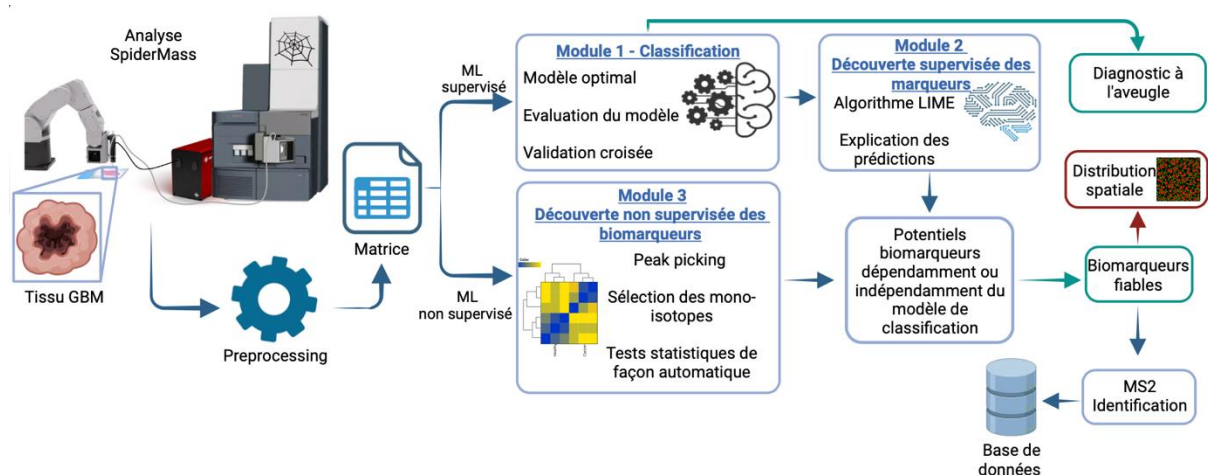 Analyse
SpiderMass
Tissu GBM
Preprocessing
Matrice
ML
supervisé
ML
non supervisé
Module 1 - Classification
Modèle optimal
Evaluation du modèle
Validation croisée
Module 2
Découverte supervisée des
marqueurs
Algorithme LIME
Explication des
prédictions
Module 3
Découverte non supervisée des
biomarqueurs
Peak picking
Sélection des mono-
isotopes
Tests statistiques de
façon automatique
Potentiels
biomarqueurs
dépendamment ou
indépendamment du
modèle de
classification
Diagnostic à
l'aveugle
Distribution
spatiale
Biomarqueurs
fiables
MS2
Identification
Base de
données